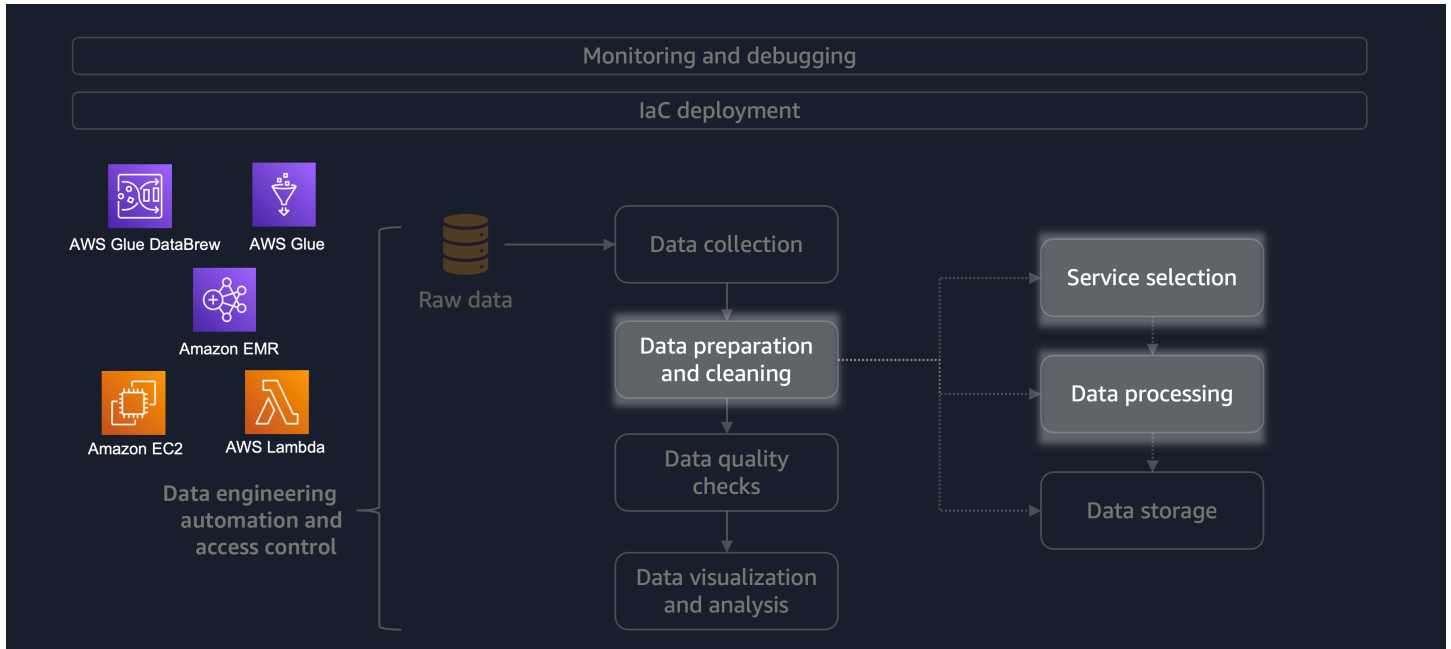 Monitoring and debugging
IaC deployment
AWS Glue DataBrew
AWS Glue
Amazon EMR
Amazon EC2
AWS Lambda
Data engineering
automation and
access control
Raw data
Data collection
Data preparation
and cleaning
Data quality
checks
Data visualization
and analysis
Service selection
Data processing
Data storage